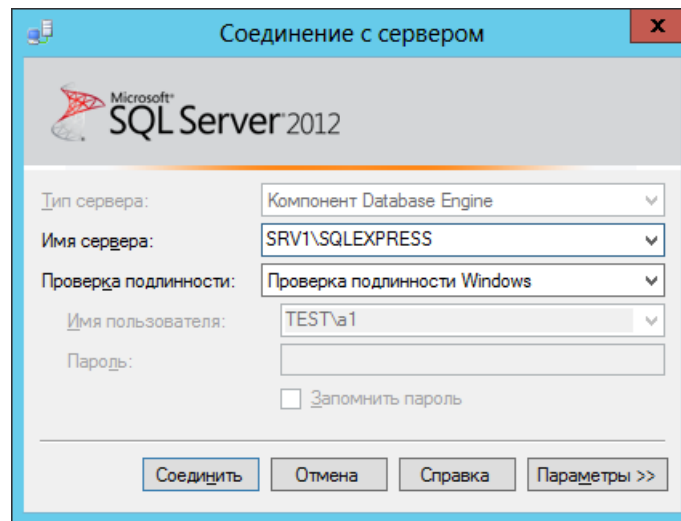 Соединение с сервером
x
Microsoft®
SQL Server® 2012
Тип сервера: Компонент Database Engine
Имя сервера: SRV1\SQLEXPRESS
Проверка подлинности: Проверка подлинности Windows
Имя пользователя: TEST\a1
Пароль:
Запомнить пароль
Соединить Отмена Справка Параметры >>